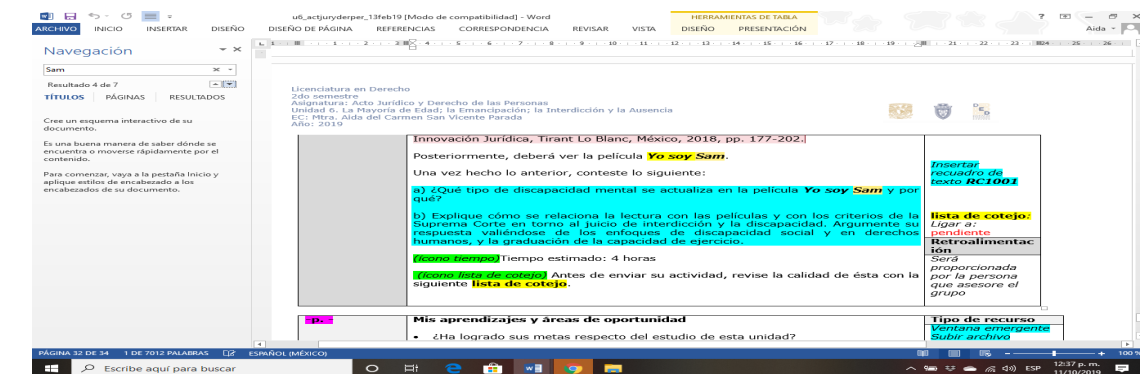 u6_actjuryderper_13feb19 [Modo de compatibilidad] - Word
HERRAMIENTAS DE TABLA
ARCHIVO INICIO INSERTAR DISEÑO DISEÑO DE PÁGINA REFERENCIAS CORRESPONDENCIA REVISAR VISTA DISEÑO PRESENTACIÓN Aida
Navegación
Sam
Resultado 4 de 7
TÍTULOS PÁGINAS RESULTADOS
Cree un esquema interactivo de su
documento.
Es una buena manera de saber dónde se
encuentra o moverse rápidamente por el
contenido.
Para comenzar, vaya a la pestaña Inicio y
aplique estilos de encabezado a los
encabezados de su documento.
Licenciatura en Derecho
2do semestre
Asignatura: Acto Jurídico y Derecho de las Personas
Unidad 6. La Mayoría de Edad; la Emancipación; la Interdicción y la Ausencia
EC: Mtra. Aida del Carmen San Vicente Parada
Año: 2019
Innovación Jurídica, Tirant Lo Blanc, México, 2018, pp. 177-202.
Posteriormente, deberá ver la película Yo soy Sam.
Una vez hecho lo anterior, conteste lo siguiente:
a) ¿Qué tipo de discapacidad mental se actualiza en la película Yo soy Sam y por
qué?
b) Explique cómo se relaciona la lectura con las películas y con los criterios de la
Suprema Corte en torno al juicio de interdicción y la discapacidad. Argumente su
respuesta valiéndose de los enfoques de discapacidad social y en derechos
humanos, y la graduación de la capacidad de ejercicio.
(ícono tiempo)Tiempo estimado: 4 horas
(ícono lista de cotejo) Antes de enviar su actividad, revise la calidad de ésta con la
siguiente lista de cotejo.
Insertar
recuadro de
texto RC1001
lista de cotejo:
Ligar a:
pendiente
Retroalimentac
ión
Será
proporcionada
por la persona
que asesore el
grupo
-p. -
Mis aprendizajes y áreas de oportunidad
• ¿Ha logrado sus metas respecto del estudio de esta unidad?
Tipo de recurso
Ventana emergente
Subir archivo
PÁGINA 32 DE 34 1 DE 7012 PALABRAS ESPAÑOL (MÉXICO) 100 %
Escribe aquí para buscar
ESP
12:37 p. m.
11/10/2019